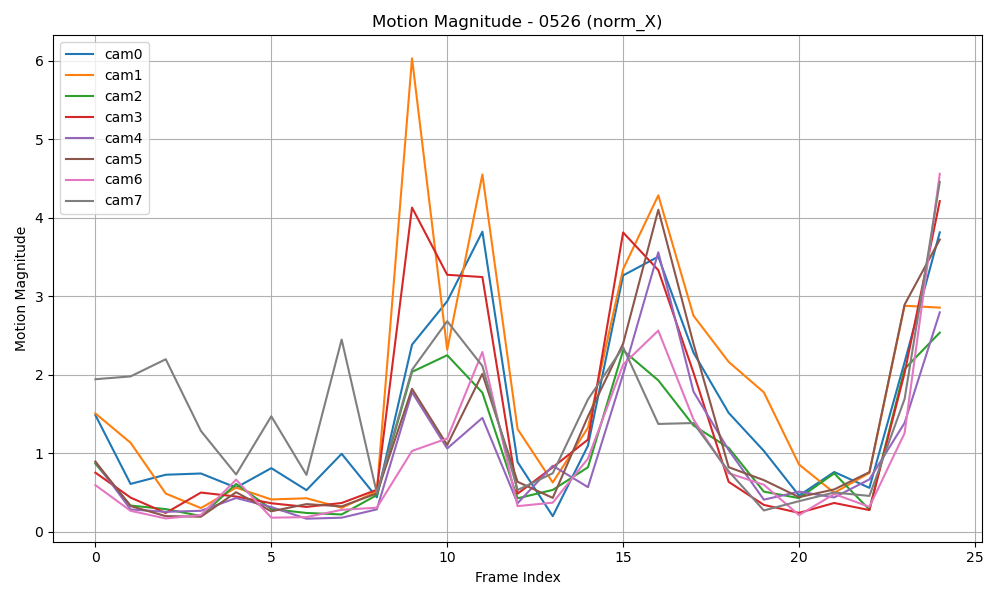 Motion Magnitude - 0526 (norm_X)
cam0
cam1
cam2
cam3
cam4
cam5
cam6
cam7
Motion Magnitude
6
5
4
3
2
1
0
0
5
10
15
20
25
Frame Index